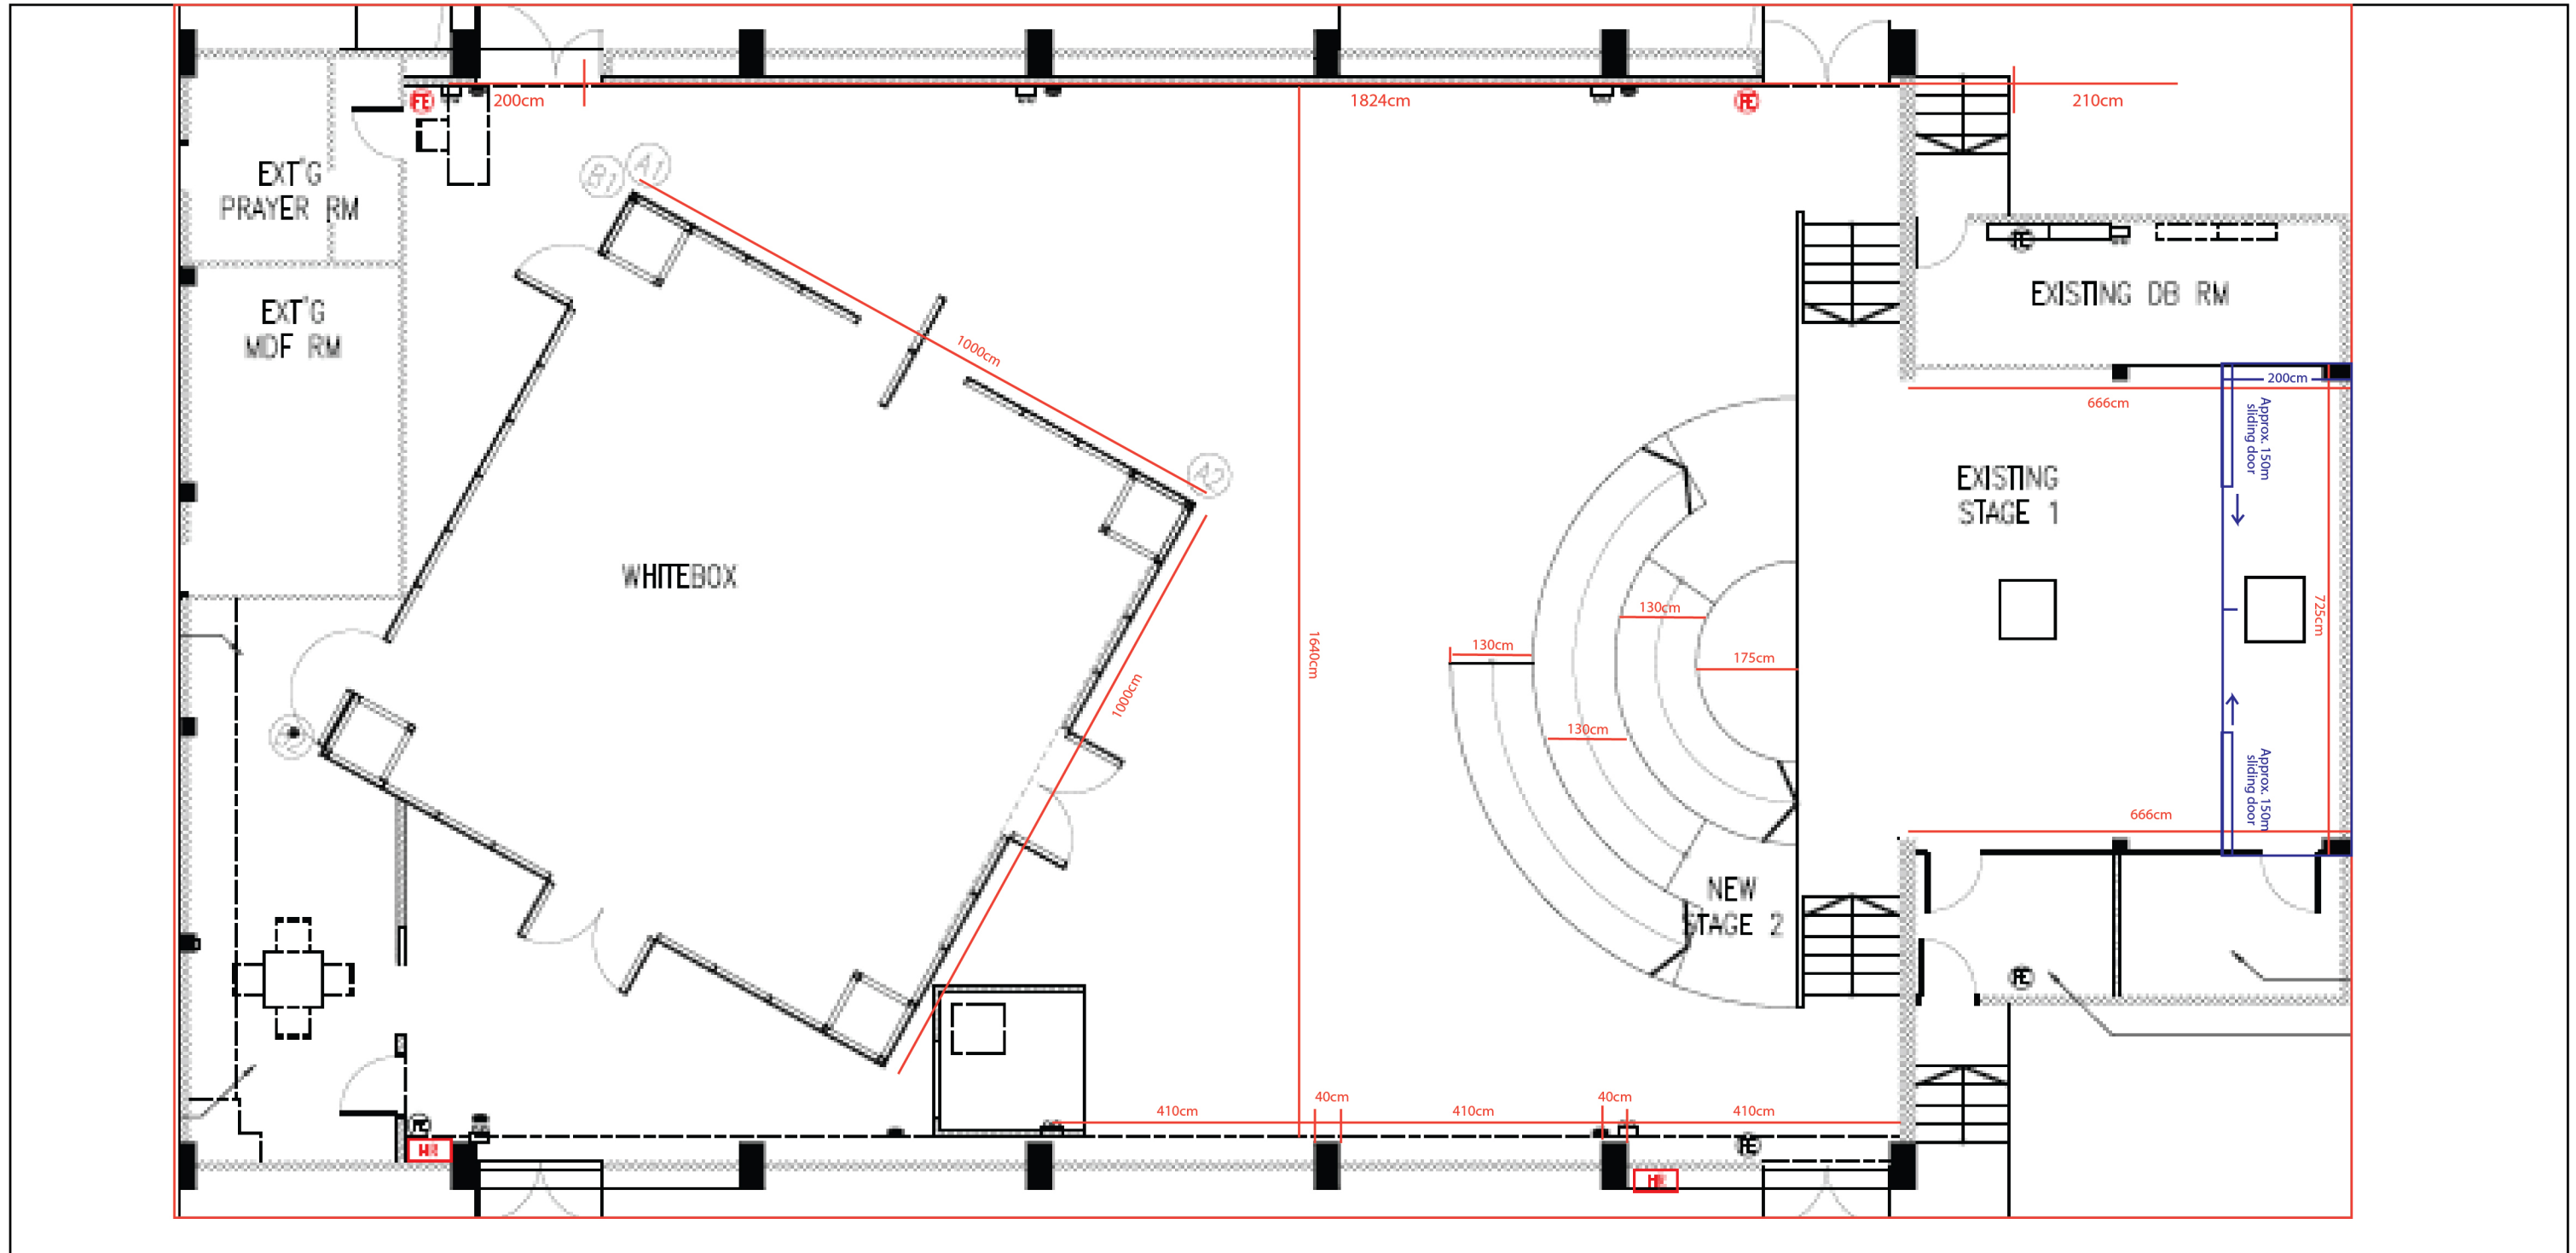 200cm
1824cm
210cm
FE
FE
EXT'G
PRAYER RM
B1
A1
EXT'G
MDF RM
FE
EXISTING DB RM
1000cm
200cm
666cm
Approx. 150m
sliding door
A2
EXISTING
STAGE 1
WHITEBOX
130cm
725cm
1640cm
130cm
175cm
1000cm
130cm
Approx. 150m
sliding door
666cm
NEW
STAGE 2
FE
410cm
40cm
410cm
40cm
410cm
FE
FE
HR
HR